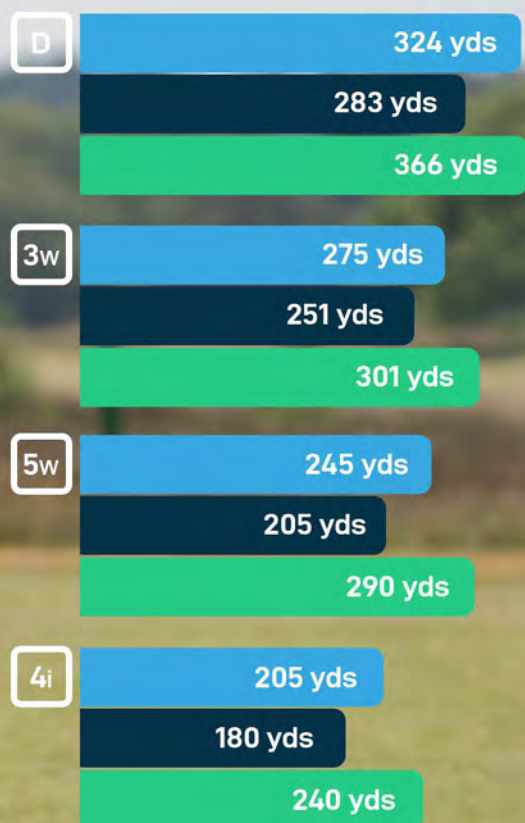 D
324 yds
283 yds
366 yds
3w
275 yds
251 yds
301 yds
5w
245 yds
205 yds
290 yds
4i
205 yds
180 yds
240 yds